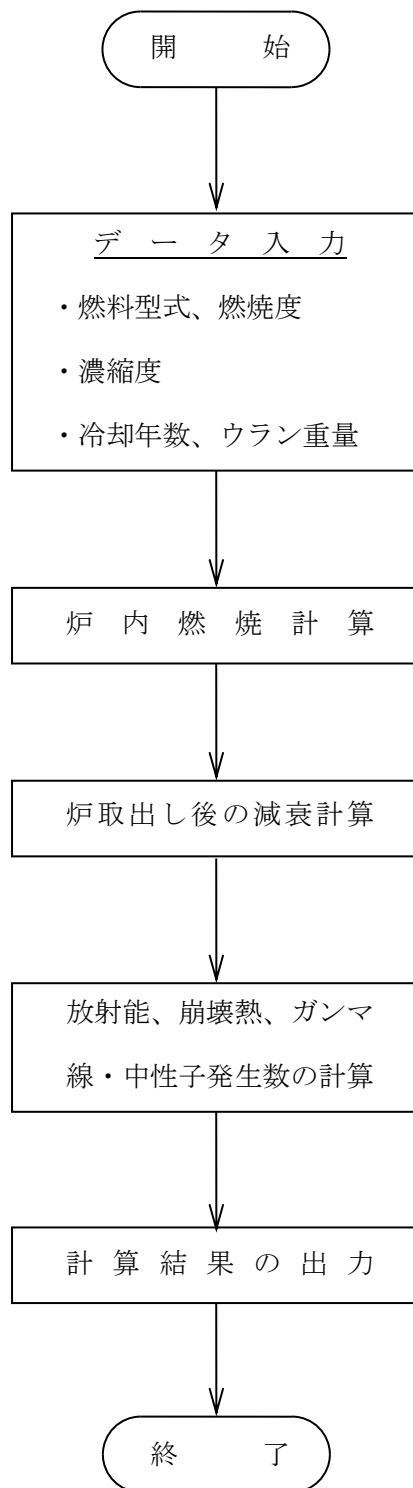 開始
データ入力
・燃料型式、燃焼度
・濃縮度
・冷却年数、ウラン重量
炉内燃焼計算
炉取出し後の減衰計算
放射能、崩壊熱、ガンマ
線・中性子発生数の計算
計算結果の出力
終了